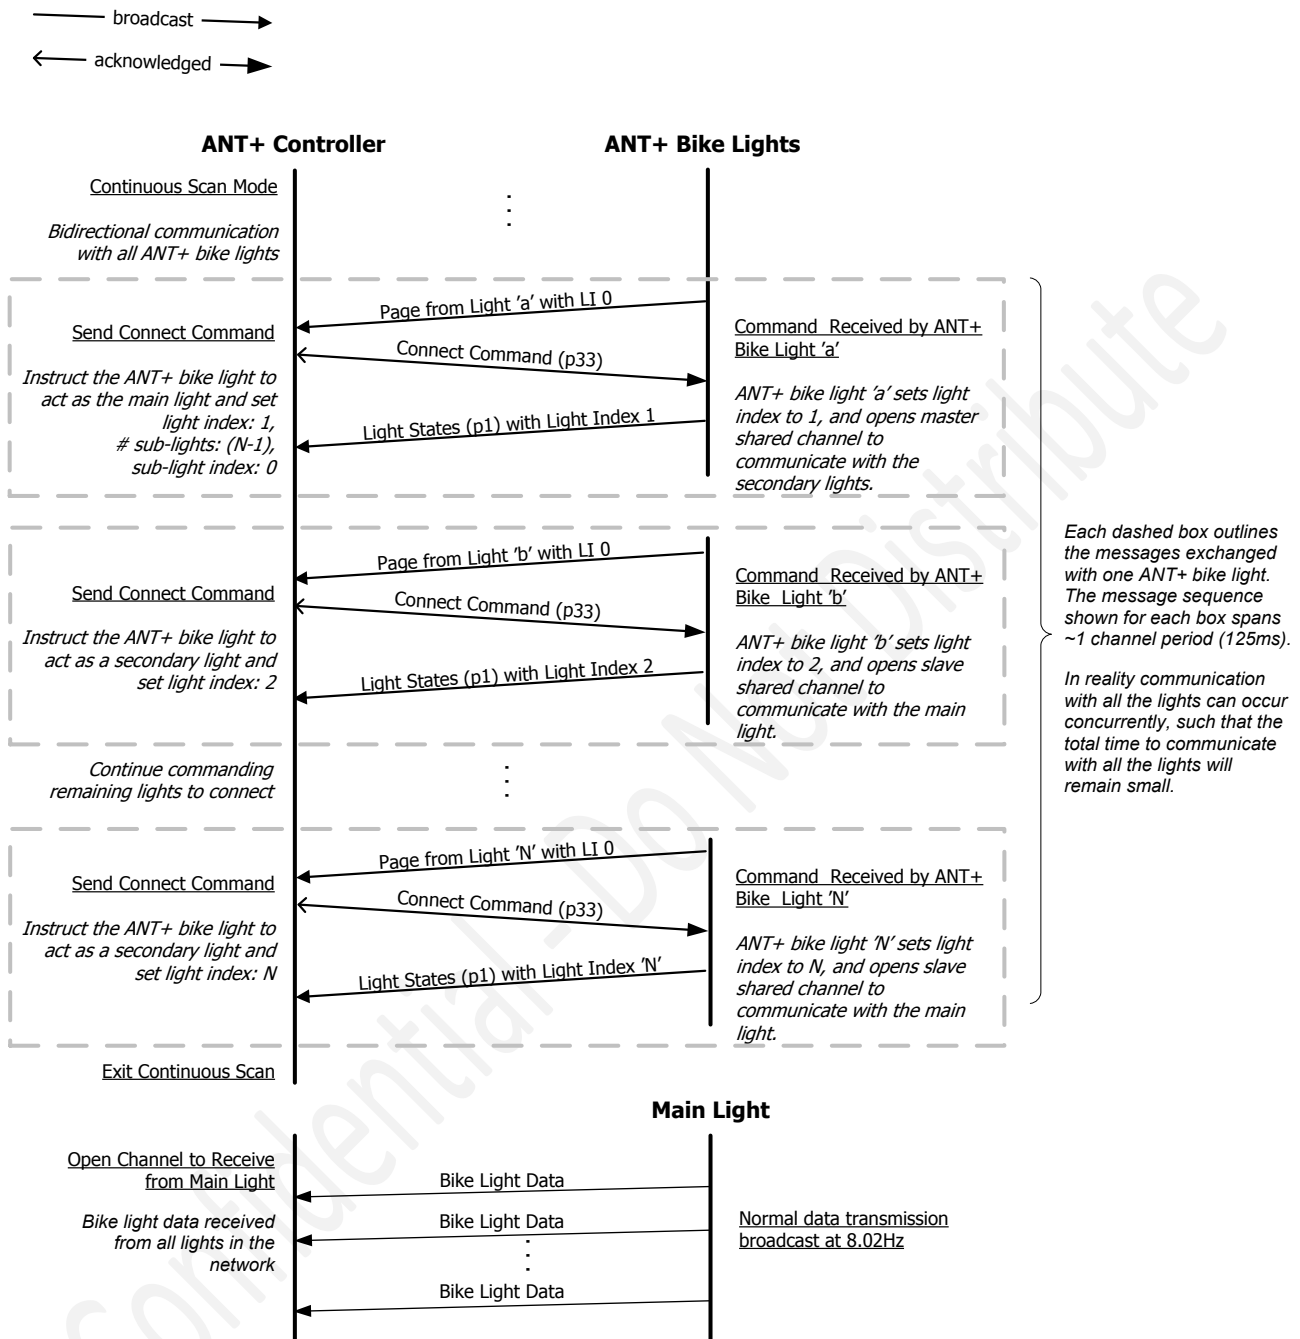 broadcast
acknowledged
ANT+ Controller
ANT+ Bike Lights
Continuous Scan Mode
Bidirectional communication
with all ANT+ bike lights
Page from Light 'a' with LI 0
Send Connect Command
Connect Command (p33)
Command Received by ANT+
Bike Light 'a'
Instruct the ANT+ bike light to
act as the main light and set
light index: 1,
# sub-lights: (N-1),
sub-light index: 0
Light States (p1) with Light Index 1
ANT+ bike light 'a' sets light
index to 1, and opens master
shared channel to
communicate with the
secondary lights.
Page from Light 'b' with LI 0
Send Connect Command
Connect Command (p33)
Command Received by ANT+
Bike Light 'b'
Instruct the ANT+ bike light to
act as a secondary light and
set light index: 2
Light States (p1) with Light Index 2
ANT+ bike light 'b' sets light
index to 2, and opens slave
shared channel to
communicate with the main
light.
Each dashed box outlines
the messages exchanged
with one ANT+ bike light.
The message sequence
shown for each box spans
~1 channel period (125ms).
In reality communication
with all the lights can occur
concurrently, such that the
total time to communicate
with all the lights will
remain small.
Continue commanding
remaining lights to connect
Page from Light 'N' with LI 0
Send Connect Command
Connect Command (p33)
Command Received by ANT+
Bike Light 'N'
Instruct the ANT+ bike light to
act as a secondary light and
set light index: N
Light States (p1) with Light Index 'N'
ANT+ bike light 'N' sets light
index to N, and opens slave
shared channel to
communicate with the main
light.
Exit Continuous Scan
Main Light
Open Channel to Receive
from Main Light
Bike light data received
from all lights in the
network
Bike Light Data
Bike Light Data
Bike Light Data
Normal data transmission
broadcast at 8.02Hz
Confidential - Do Not Distribute